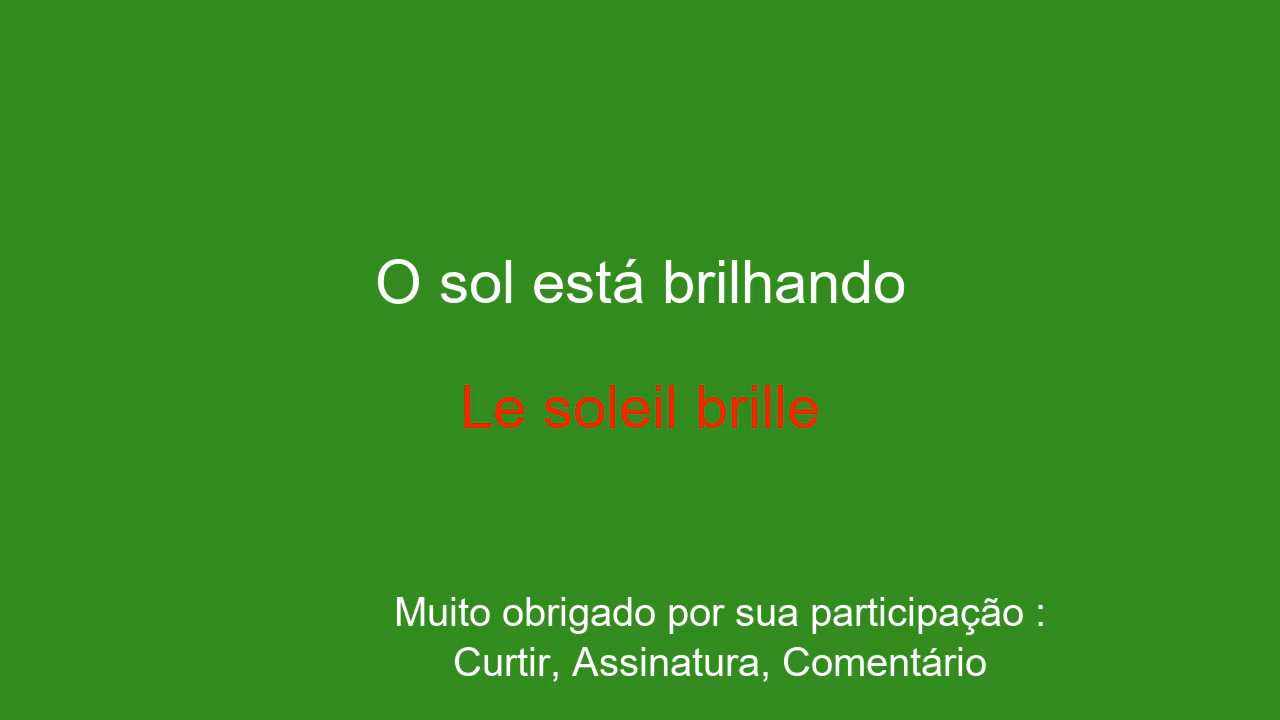 O sol está brilhando
Le soleil brille
Muito obrigado por sua participação :
Curtir, Assinatura, Comentário